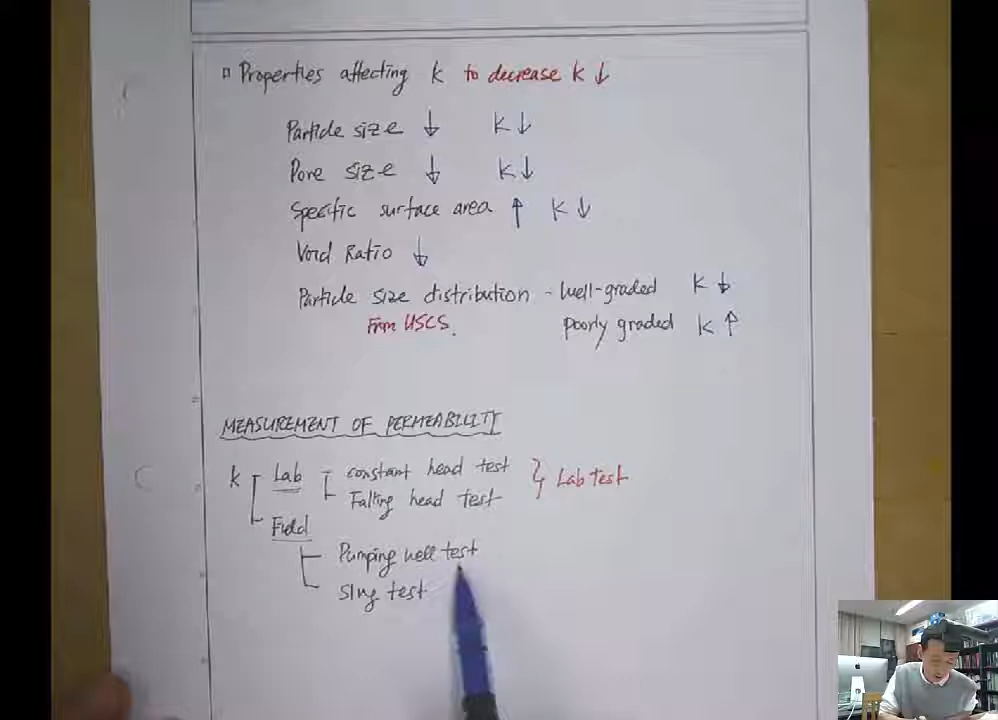 Properties affecting k to decrease k ↓
Particle size ↓ k ↓
Pore size ↓ k ↓
Specific surface area ↑ k ↓
Void Ratio ↓
Particle size distribution - well-graded k ↓
From USCS. poorly graded k ↑
MEASUREMENT OF PERMEABILITY
k Lab constant head test } Lab test
Falling head test
Field
Pumping well test
Slug test